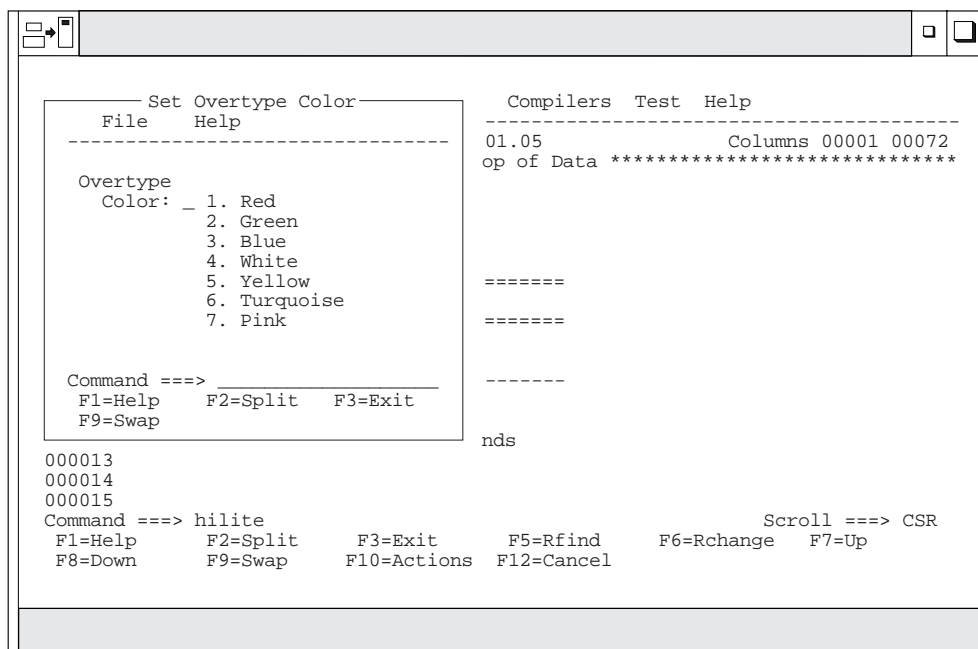 Set Overtype Color
File Help
---------------------------------
Overtype
Color: _ 1. Red
2. Green
3. Blue
4. White
5. Yellow
6. Turquoise
7. Pink
Command ===> ___________________
F1=Help F2=Split F3=Exit
F9=Swap
Compilers Test Help
-----------------------------------------
01.05 Columns 00001 00072
op of Data ******************************
=======
=======
-------
nds
000013
000014
000015
Command ===> hilite Scroll ===> CSR
F1=Help F2=Split F3=Exit F5=Rfind F6=Rchange F7=Up
F8=Down F9=Swap F10=Actions F12=Cancel